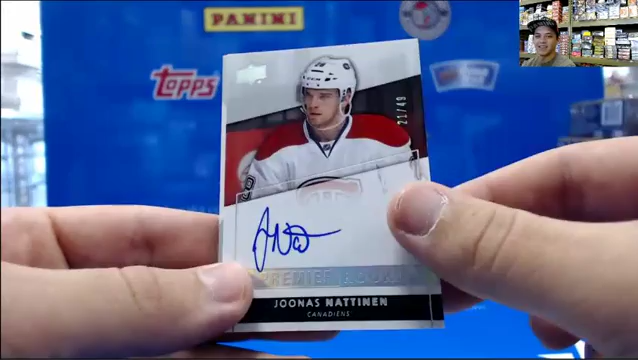 PANINI
Topps
21/49
PREMIER ROOKIE
JOONAS NATTINEN
CANADIENS